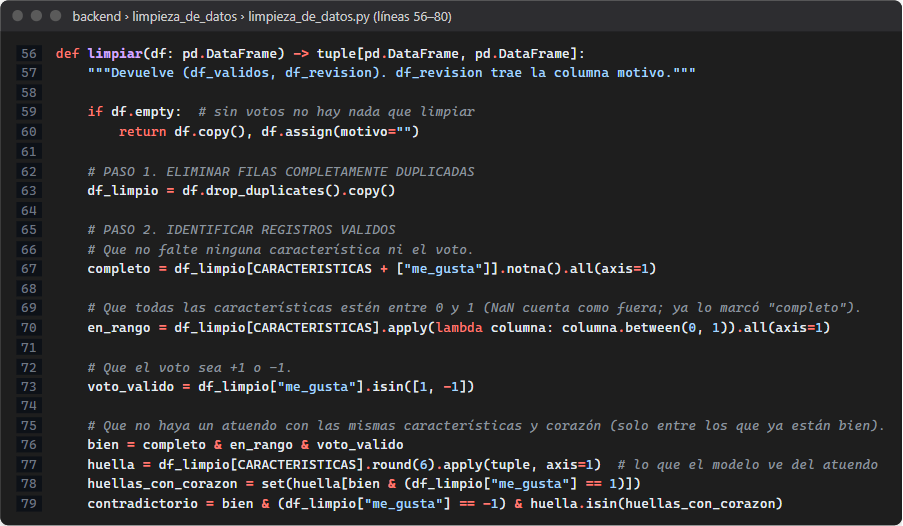 backend › limpieza_de_datos › limpieza_de_datos.py (líneas 56–80)
56 def limpiar(df: pd.DataFrame) -> tuple[pd.DataFrame, pd.DataFrame]:
57     """Devuelve (df_validos, df_revision). df_revision trae la columna motivo."""
58
59     if df.empty:  # sin votos no hay nada que limpiar
60         return df.copy(), df.assign(motivo="")
61
62     # PASO 1. ELIMINAR FILAS COMPLETAMENTE DUPLICADAS
63     df_limpio = df.drop_duplicates().copy()
64
65     # PASO 2. IDENTIFICAR REGISTROS VALIDOS
66     # Que no falte ninguna característica ni el voto.
67     completo = df_limpio[CARACTERISTICAS + ["me_gusta"]].notna().all(axis=1)
68
69     # Que todas las características estén entre 0 y 1 (NaN cuenta como fuera; ya lo marcó "completo").
70     en_rango = df_limpio[CARACTERISTICAS].apply(lambda columna: columna.between(0, 1)).all(axis=1)
71
72     # Que el voto sea +1 o -1.
73     voto_valido = df_limpio["me_gusta"].isin([1, -1])
74
75     # Que no haya un atuendo con las mismas características y corazón (solo entre los que ya están bien).
76     bien = completo & en_rango & voto_valido
77     huella = df_limpio[CARACTERISTICAS].round(6).apply(tuple, axis=1)  # lo que el modelo ve del atuendo
78     huellas_con_corazon = set(huella[bien & (df_limpio["me_gusta"] == 1)])
79     contradictorio = bien & (df_limpio["me_gusta"] == -1) & huella.isin(huellas_con_corazon)